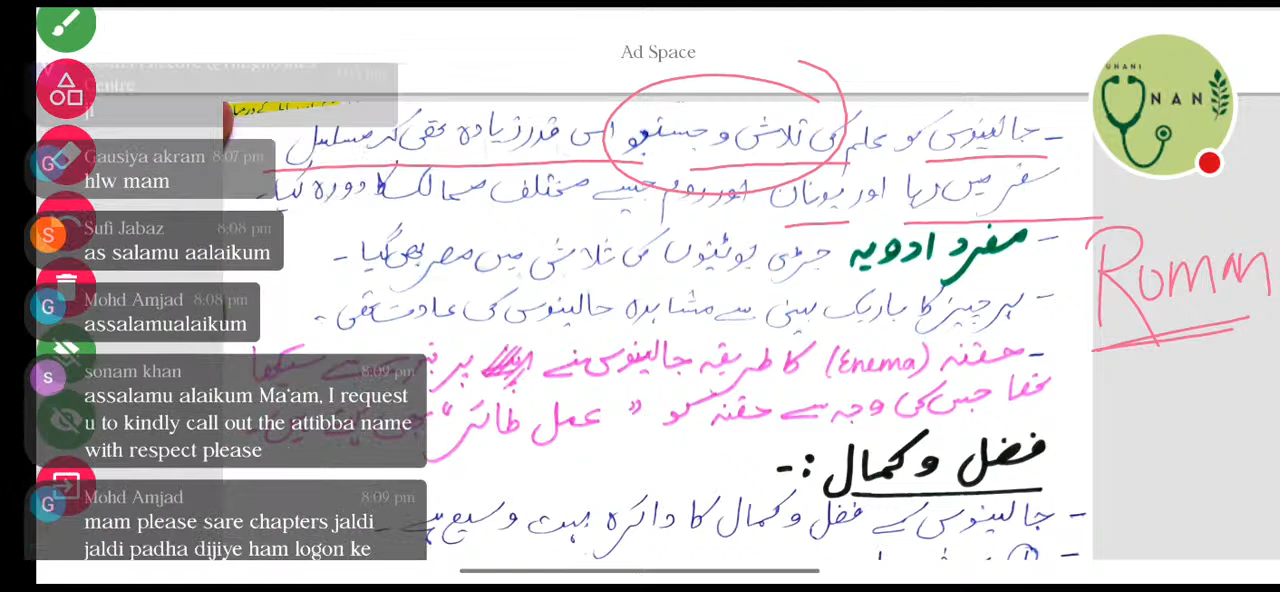 Ad Space
UNANI
UNAN
Centre
Gausiya akram 8:07 pm
hlw mam
Sufi Jabaz 8:08 pm
as salamu aalaikum
Mohd Amjad 8:08 pm
assalamualaikum
sonam khan 8:09 pm
assalamu alaikum Ma'am, I request
u to kindly call out the attibba name
with respect please
Mohd Amjad 8:09 pm
mam please sare chapters jaldi
jaldi padha dijiye ham logon ke
- جالینوس کو علم کی تلاش و جستجو اس قدر زیادہ تھی کہ مسلسل
سفر میں رہا اور یونان اور روم جیسے مختلف ممالک کا دورہ کیا -
- مفرد ادویہ جڑی بوٹیوں کی تلاش میں مصر بھی گیا -
- ہر چیز کا باریک بینی سے مشاہدہ جالینوس کی عادت تھی .
- حقنہ (Enema) کا طریقہ جالینوس نے پرندے سے سیکھا
تھا جس کی وجہ سے حقنہ کو " عمل طائر "
فضل و کمال :-
- جالینوس کے فضل و کمال کا دائرہ بہت وسیع ہے -
Roman